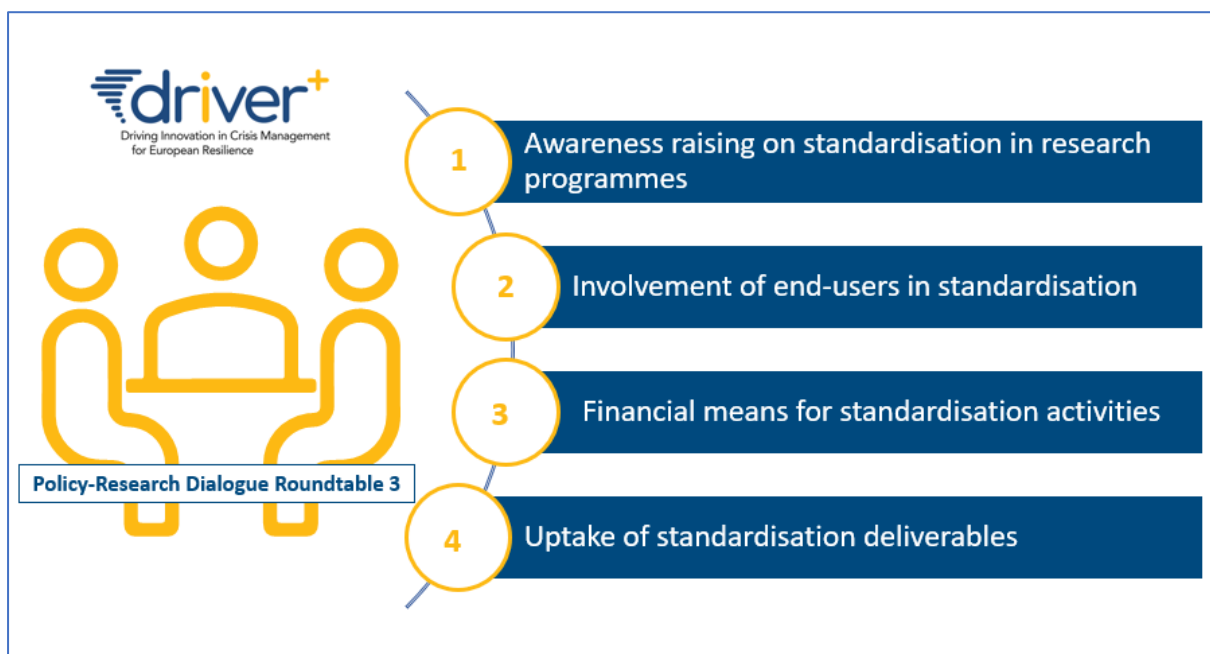 driver+
Driving Innovation in Crisis Management
for European Resilience
1
Awareness raising on standardisation in research
programmes
2
Involvement of end-users in standardisation
3
Financial means for standardisation activities
Policy-Research Dialogue Roundtable 3
4
Uptake of standardisation deliverables